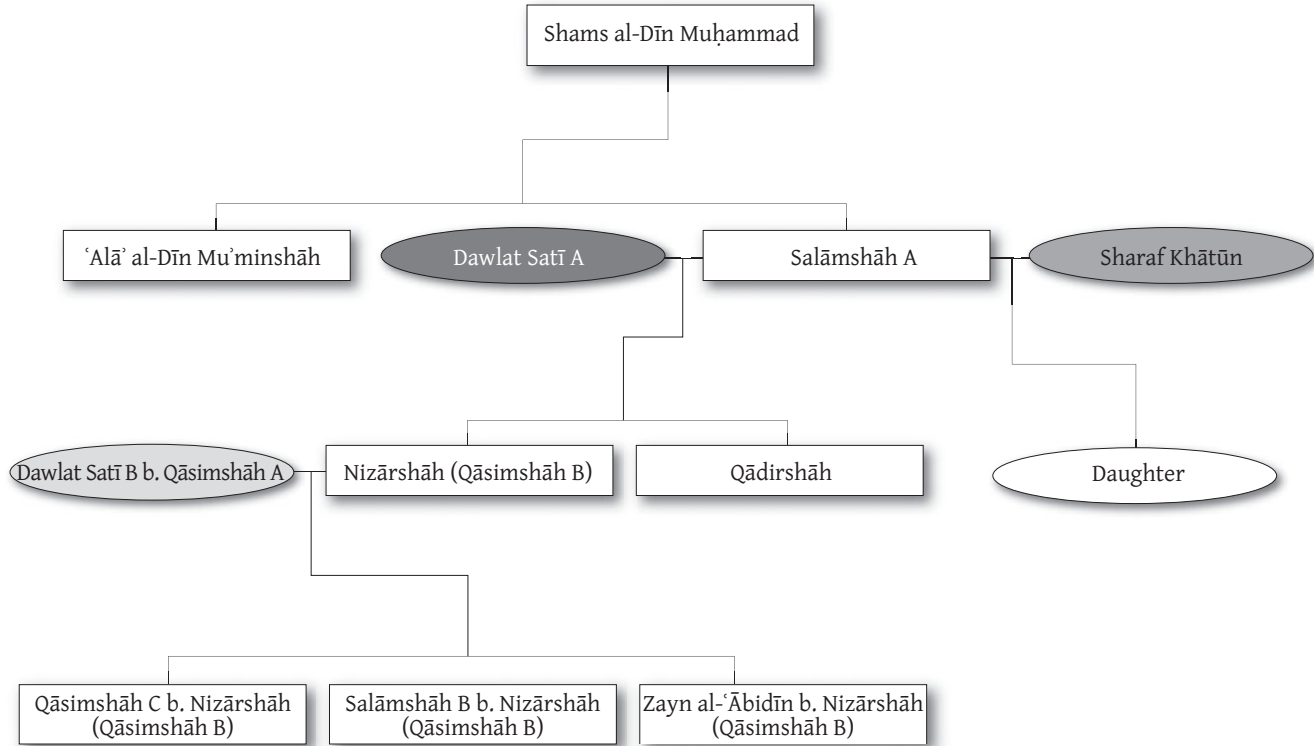 Shams al-Dīn Muḥammad
ʿAlāʾ al-Dīn Muʾminshāh
Dawlat Satī A
Salāmshāh A
Sharaf Khātūn
Dawlat Satī B b. Qāsimshāh A
Nizārshāh (Qāsimshāh B)
Qādirshāh
Daughter
Qāsimshāh C b. Nizārshāh
(Qāsimshāh B)
Salāmshāh B b. Nizārshāh
(Qāsimshāh B)
Zayn al-ʿĀbidīn b. Nizārshāh
(Qāsimshāh B)